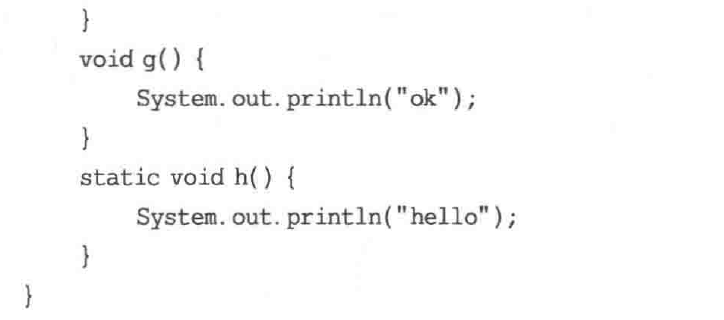 }
void g() {
System.out.println("ok");
}
static void h() {
System.out.println("hello");
}
}